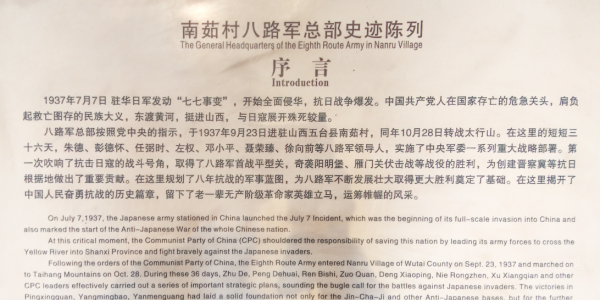 南茹村八路军总部史迹陈列
The General Headquarters of the Eighth Route Army in Nanru Village
序 言
Introduction
1937年7月7日 驻华日军发动“七七事变”，开始全面侵华，抗日战争爆发。中国共产党人在国家存亡的危急关头，肩负
起救亡图存的民族大义，东渡黄河，挺进山西，与日寇展开殊死较量。
八路军总部按照党中央的指示，于1937年9月23日进驻山西五台县南茹村，同年10月28日转战太行山。在这里的短短三
十六天，朱德、彭德怀、任弼时、左权、邓小平、聂荣臻、徐向前等八路军领导人，实施了中央军委一系列重大战略部署。第
一次吹响了抗击日寇的战斗号角，取得了八路军首战平型关，奇袭阳明堡、雁门关伏击战等战役的胜利，为创建晋察冀等抗日
根据地做出了重要贡献。在这里规划了八年抗战的军事蓝图，为八路军不断发展壮大取得更大胜利奠定了基础。在这里揭开了
中国人民奋勇抗战的历史篇章，留下了老一辈无产阶级革命家英雄立马，运筹帷幄的风采。
On July 7,1937, the Japanese army stationed in China launched the July 7 Incident, which was the beginning of its full-scale invasion into China and
also marked the start of the Anti-Japanese War of the whole Chinese nation.
At this critical moment, the Communist Party of China (CPC) shouldered the responsibility of saving this nation by leading its army forces to cross the
Yellow River into Shanxi Province and fight bravely against the Japanese invaders.
Following the orders of the Communist Party of China, the Eighth Route Army entered Nanru Village of Wutai County on Sept. 23, 1937 and marched on
to Taihang Mountains on Oct. 28. During these 36 days, Zhu De, Peng Dehuai, Ren Bishi, Zuo Quan, Deng Xiaoping, Nie Rongzhen, Xu Xiangqian and other
CPC leaders effectively carried out a series of important strategic plans, sounding the bugle call for the battles against Japanese invaders. The victories in
Pingxingguan, Yangmingbao, Yanmenguang had laid a solid foundation not only for the Jin-Cha-Ji and other Anti-Japanese bases, but for the further